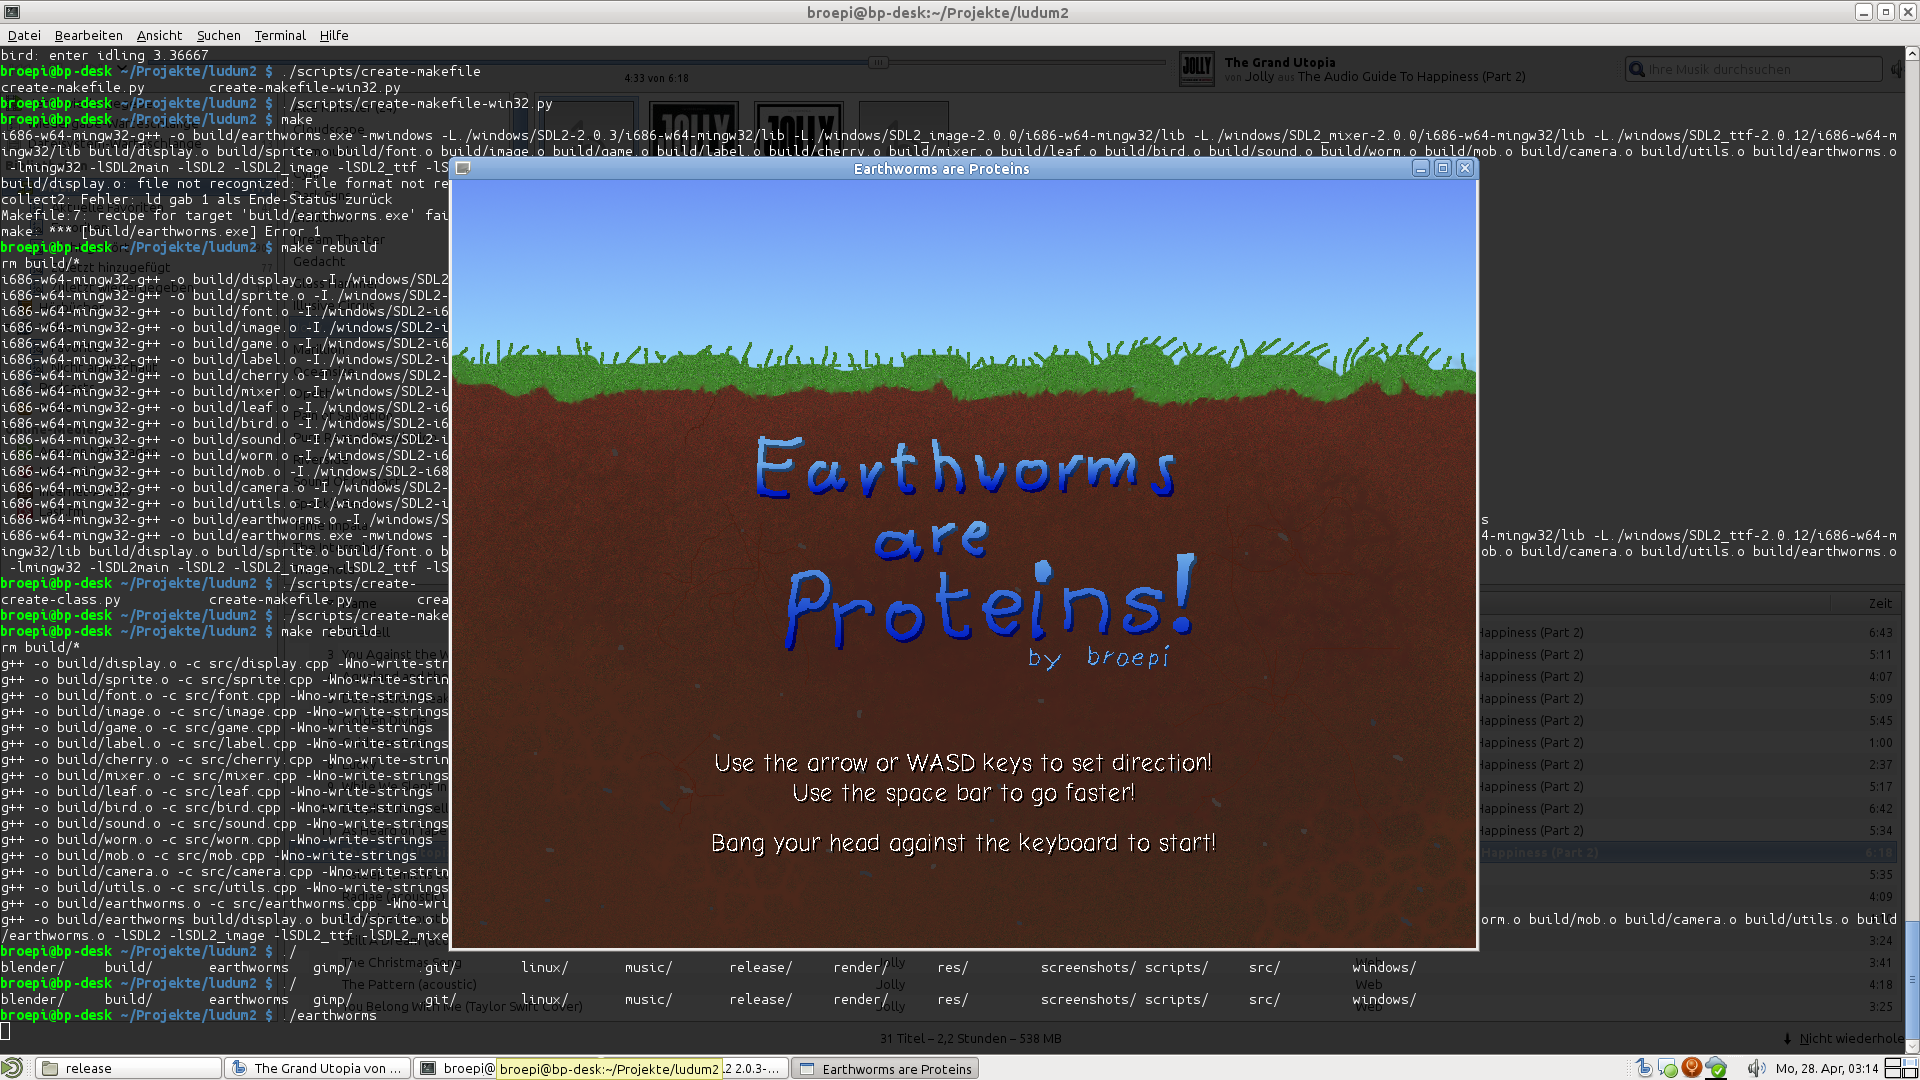 broepi@bp-desk:~/Projekte/ludum2
Datei Bearbeiten Ansicht Suchen Terminal Hilfe
bird: enter idling 3.36667
broepi@bp-desk ~/Projekte/ludum2 $ ./scripts/create-makefile
create-makefile.py create-makefile-win32.py
broepi@bp-desk ~/Projekte/ludum2 $ ./scripts/create-makefile-win32.py
broepi@bp-desk ~/Projekte/ludum2 $ make
i686-w64-mingw32-g++ -o build/earthworms.exe -mwindows -L./windows/SDL2-2.0.3/i686-w64-mingw32/lib -L./windows/SDL2_image-2.0.0/i686-w64-mingw32/lib -L./windows/SDL2_mixer-2.0.0/i686-w64-mingw32/lib -L./windows/SDL2_ttf-2.0.12/i686-w64-m
ingw32/lib build/display.o build/sprite.o build/font.o build/image.o build/game.o build/label.o build/cherry.o build/mixer.o build/leaf.o build/bird.o build/sound.o build/worm.o build/mob.o build/camera.o build/utils.o build/earthworms.o
-lmingw32 -lSDL2main -lSDL2 -lSDL2_image -lSDL2_ttf -lS
build/display.o: file not recognized: File format not re
collect2: Fehler: ld gab 1 als Ende-Status zurück
Makefile:7: recipe for target 'build/earthworms.exe' fai
make: *** [build/earthworms.exe] Error 1
broepi@bp-desk ~/Projekte/ludum2 $ make rebuild
rm build/*
i686-w64-mingw32-g++ -o build/display.o -I./windows/SDL2
i686-w64-mingw32-g++ -o build/sprite.o -I./windows/SDL2-
i686-w64-mingw32-g++ -o build/font.o -I./windows/SDL2-i6
i686-w64-mingw32-g++ -o build/image.o -I./windows/SDL2-i
i686-w64-mingw32-g++ -o build/game.o -I./windows/SDL2-i6
i686-w64-mingw32-g++ -o build/label.o -I./windows/SDL2-i
i686-w64-mingw32-g++ -o build/cherry.o -I./windows/SDL2-
i686-w64-mingw32-g++ -o build/mixer.o -I./windows/SDL2-i
i686-w64-mingw32-g++ -o build/leaf.o -I./windows/SDL2-i6
i686-w64-mingw32-g++ -o build/bird.o -I./windows/SDL2-i6
i686-w64-mingw32-g++ -o build/sound.o -I./windows/SDL2-i
i686-w64-mingw32-g++ -o build/worm.o -I./windows/SDL2-i6
i686-w64-mingw32-g++ -o build/mob.o -I./windows/SDL2-i68
i686-w64-mingw32-g++ -o build/camera.o -I./windows/SDL2-
i686-w64-mingw32-g++ -o build/utils.o -I./windows/SDL2-i
i686-w64-mingw32-g++ -o build/earthworms.o -I./windows/S
s
i686-w64-mingw32-g++ -o build/earthworms.exe -mwindows -
4-mingw32/lib -L./windows/SDL2_ttf-2.0.12/i686-w64-m
ingw32/lib build/display.o build/sprite.o build/font.o b
ob.o build/camera.o build/utils.o build/earthworms.o
-lmingw32 -lSDL2main -lSDL2 -lSDL2_image -lSDL2_ttf -lS
broepi@bp-desk ~/Projekte/ludum2 $ ./scripts/create-
create-class.py create-makefile.py crea
broepi@bp-desk ~/Projekte/ludum2 $ ./scripts/create-make
broepi@bp-desk ~/Projekte/ludum2 $ make rebuild
rm build/*
g++ -o build/display.o -c src/display.cpp -Wno-write-str
g++ -o build/sprite.o -c src/sprite.cpp -Wno-write-strin
g++ -o build/font.o -c src/font.cpp -Wno-write-strings
g++ -o build/image.o -c src/image.cpp -Wno-write-strings
g++ -o build/game.o -c src/game.cpp -Wno-write-strings
g++ -o build/label.o -c src/label.cpp -Wno-write-strings
g++ -o build/cherry.o -c src/cherry.cpp -Wno-write-strin
g++ -o build/mixer.o -c src/mixer.cpp -Wno-write-strings
g++ -o build/leaf.o -c src/leaf.cpp -Wno-write-strings
g++ -o build/bird.o -c src/bird.cpp -Wno-write-strings
g++ -o build/sound.o -c src/sound.cpp -Wno-write-strings
g++ -o build/worm.o -c src/worm.cpp -Wno-write-strings
g++ -o build/mob.o -c src/mob.cpp -Wno-write-strings
g++ -o build/camera.o -c src/camera.cpp -Wno-write-strin
g++ -o build/utils.o -c src/utils.cpp -Wno-write-strings
g++ -o build/earthworms.o -c src/earthworms.cpp -Wno-wri
g++ -o build/earthworms build/display.o build/sprite.o b
orm.o build/mob.o build/camera.o build/utils.o build
/earthworms.o -lSDL2 -lSDL2_image -lSDL2_ttf -lSDL2_mixe
broepi@bp-desk ~/Projekte/ludum2 $ ./
blender/ build/ earthworms gimp/ .git/ linux/ music/ release/ render/ res/ screenshots/ scripts/ src/ windows/
broepi@bp-desk ~/Projekte/ludum2 $ ./
blender/ build/ earthworms gimp/ .git/ linux/ music/ release/ render/ res/ screenshots/ scripts/ src/ windows/
broepi@bp-desk ~/Projekte/ludum2 $ ./earthworms
4:33 von 6:18
JOLLY
The Grand Utopia
von Jolly aus The Audio Guide To Happiness (Part 2)
Ihre Musik durchsuchen
Earthworms are Proteins
Earthworms
are
Proteins!
by broepi
Use the arrow or WASD keys to set direction!
Use the space bar to go faster!
Bang your head against the keyboard to start!
Zeit
Happiness (Part 2) 6:43
Happiness (Part 2) 5:11
Happiness (Part 2) 4:07
Happiness (Part 2) 5:09
Happiness (Part 2) 5:45
Happiness (Part 2) 1:00
Happiness (Part 2) 2:37
Happiness (Part 2) 5:17
Happiness (Part 2) 6:42
Happiness (Part 2) 5:34
Happiness (Part 2) 6:18
5:35
4:09
3:24
The Christmas Song Jolly Web 3:41
The Pattern (acoustic) Jolly Web 4:18
You Belong With Me (Taylor Swift Cover) Jolly Web 3:25
31 Titel – 2,2 Stunden – 538 MB
Nicht wiederhole
release
The Grand Utopia von ...
broepi@
broepi@bp-desk:~/Projekte/ludum2
.2 2.0.3-...
Earthworms are Proteins
Mo, 28. Apr, 03:14